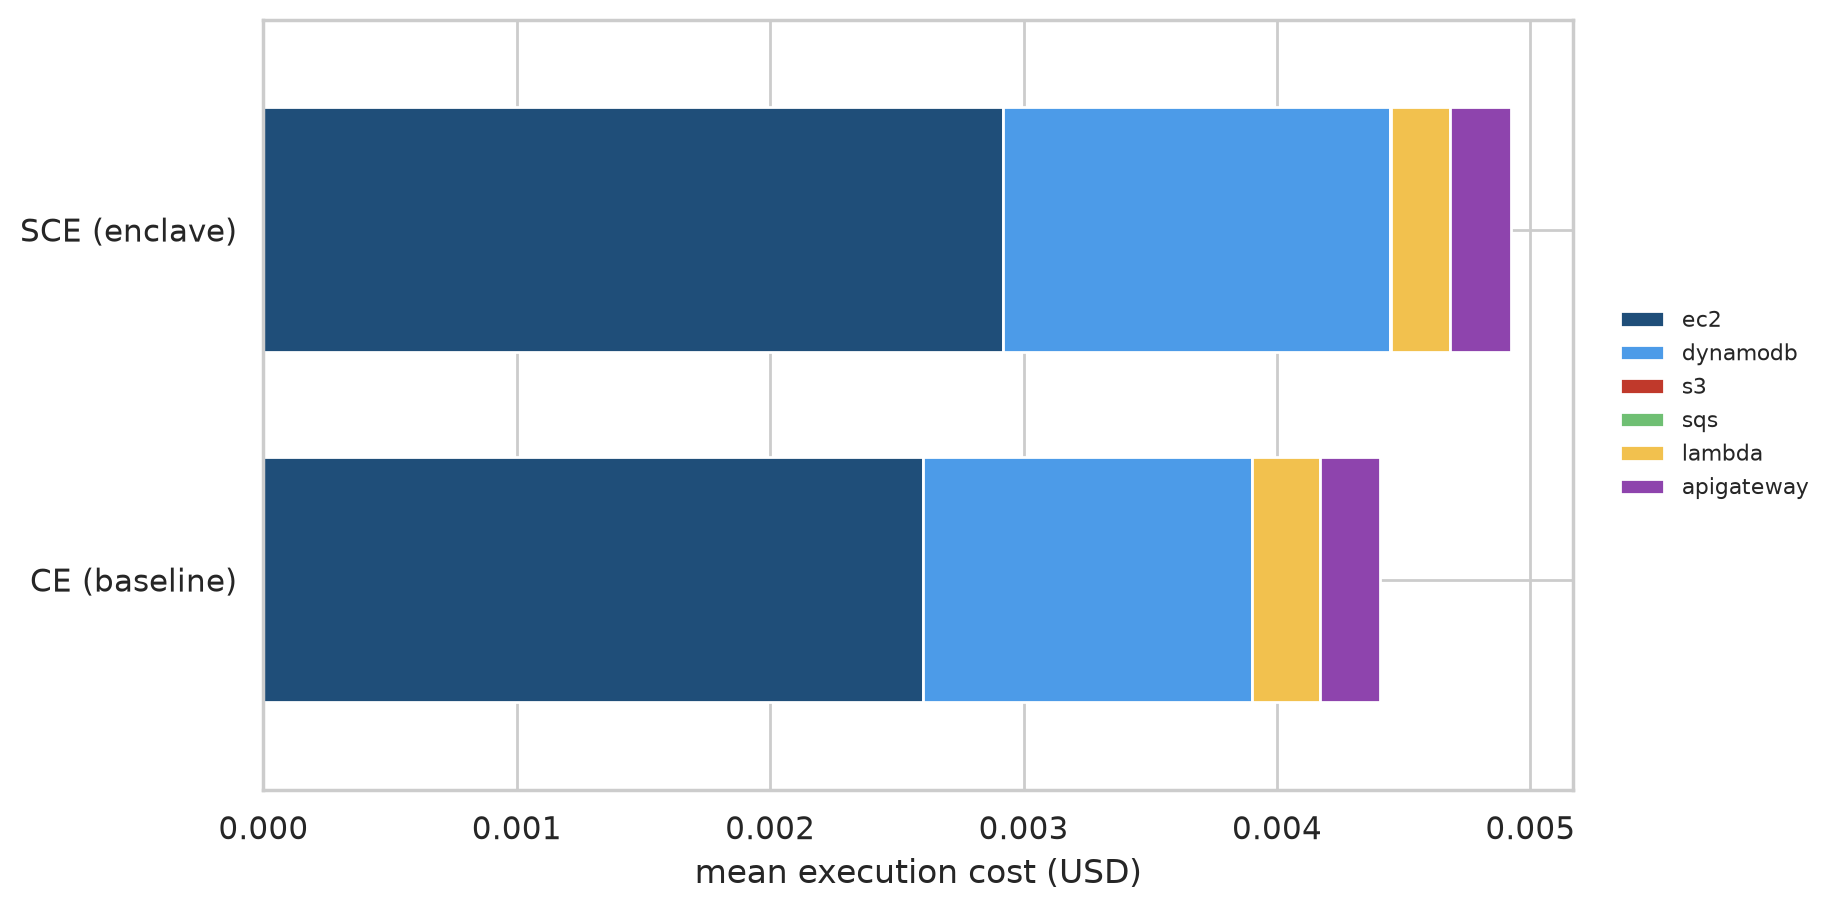 SCE (enclave)
CE (baseline)
0.000 0.001 0.002 0.003 0.004 0.005
mean execution cost (USD)
ec2
dynamodb
s3
sqs
lambda
apigateway